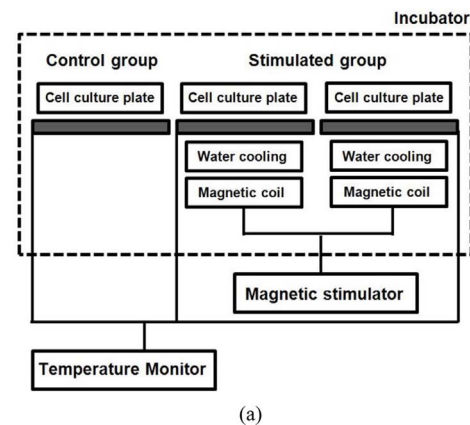 Incubator
Control group
Stimulated group
Cell culture plate
Cell culture plate
Cell culture plate
Water cooling
Water cooling
Magnetic coil
Magnetic coil
Magnetic stimulator
Temperature Monitor
(a)